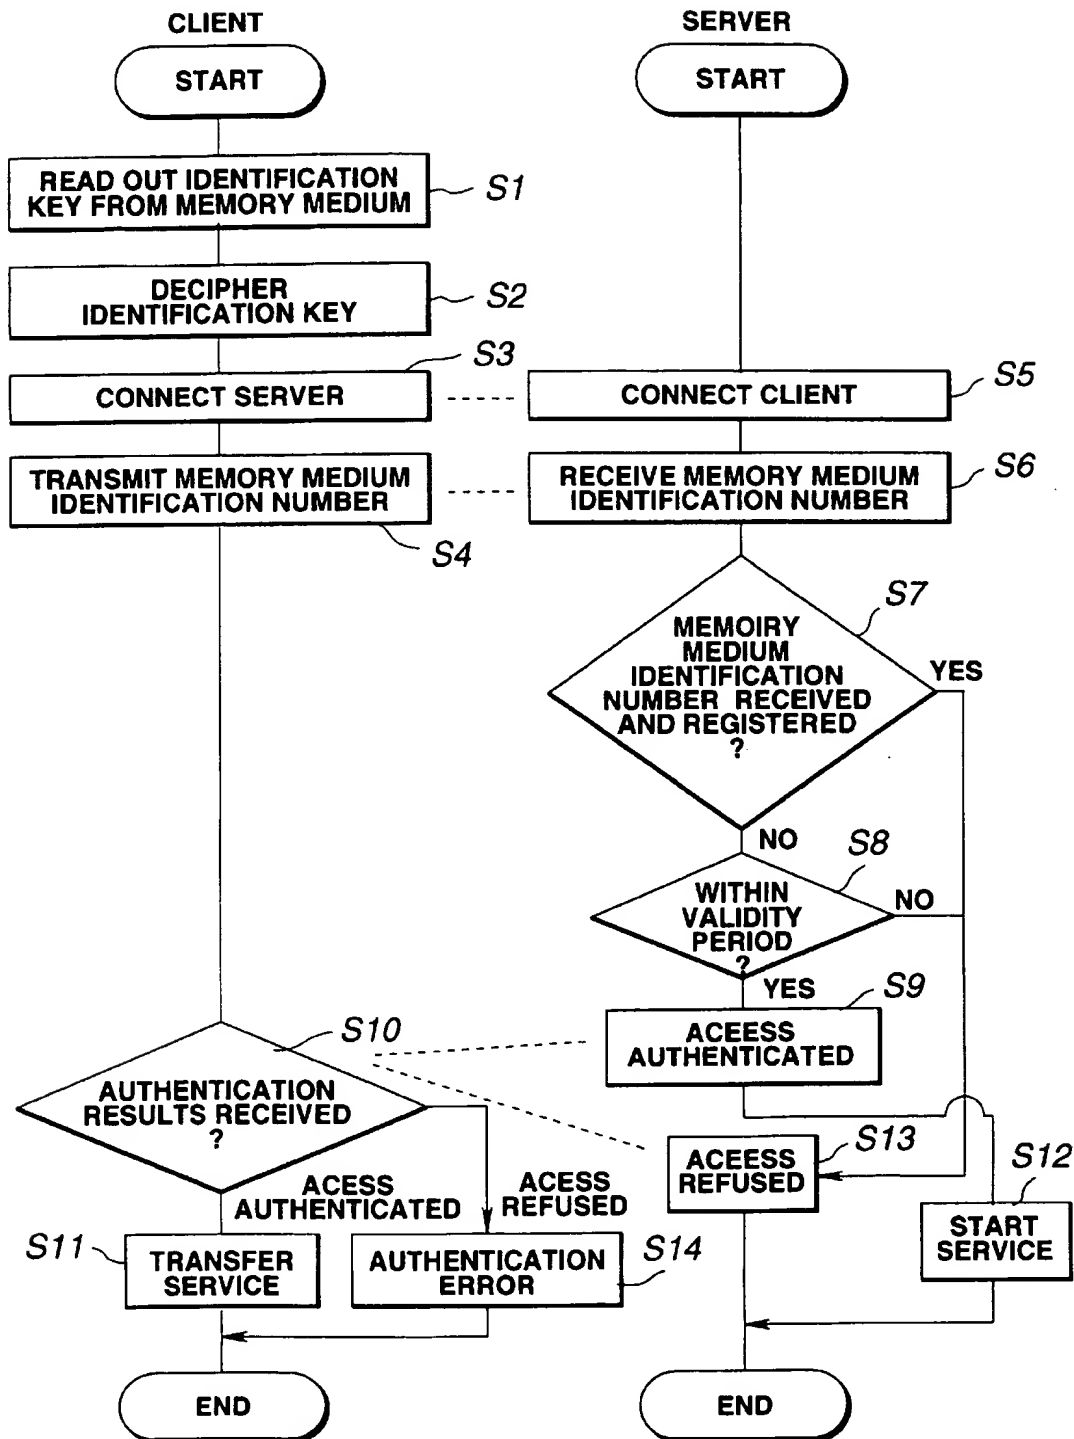 CLIENT
START
READ OUT IDENTIFICATION
KEY FROM MEMORY MEDIUM
S1
DECIPHER
IDENTIFICATION KEY
S2
S3
CONNECT SERVER
TRANSMIT MEMORY MEDIUM
IDENTIFICATION NUMBER
S4
SERVER
START
CONNECT CLIENT
S5
RECEIVE MEMORY MEDIUM
IDENTIFICATION NUMBER
S6
S7
MEMOIRY
MEDIUM
IDENTIFICATION
NUMBER RECEIVED
AND REGISTERED
?
YES
NO
S8
WITHIN
VALIDITY
PERIOD
?
NO
YES
S9
ACEESS
AUTHENTICATED
S10
AUTHENTICATION
RESULTS RECEIVED
?
ACESS
AUTHENTICATED
ACESS
REFUSED
S11
TRANSFER
SERVICE
AUTHENTICATION
ERROR
S14
END
ACEESS
REFUSED
S13
S12
START
SERVICE
END